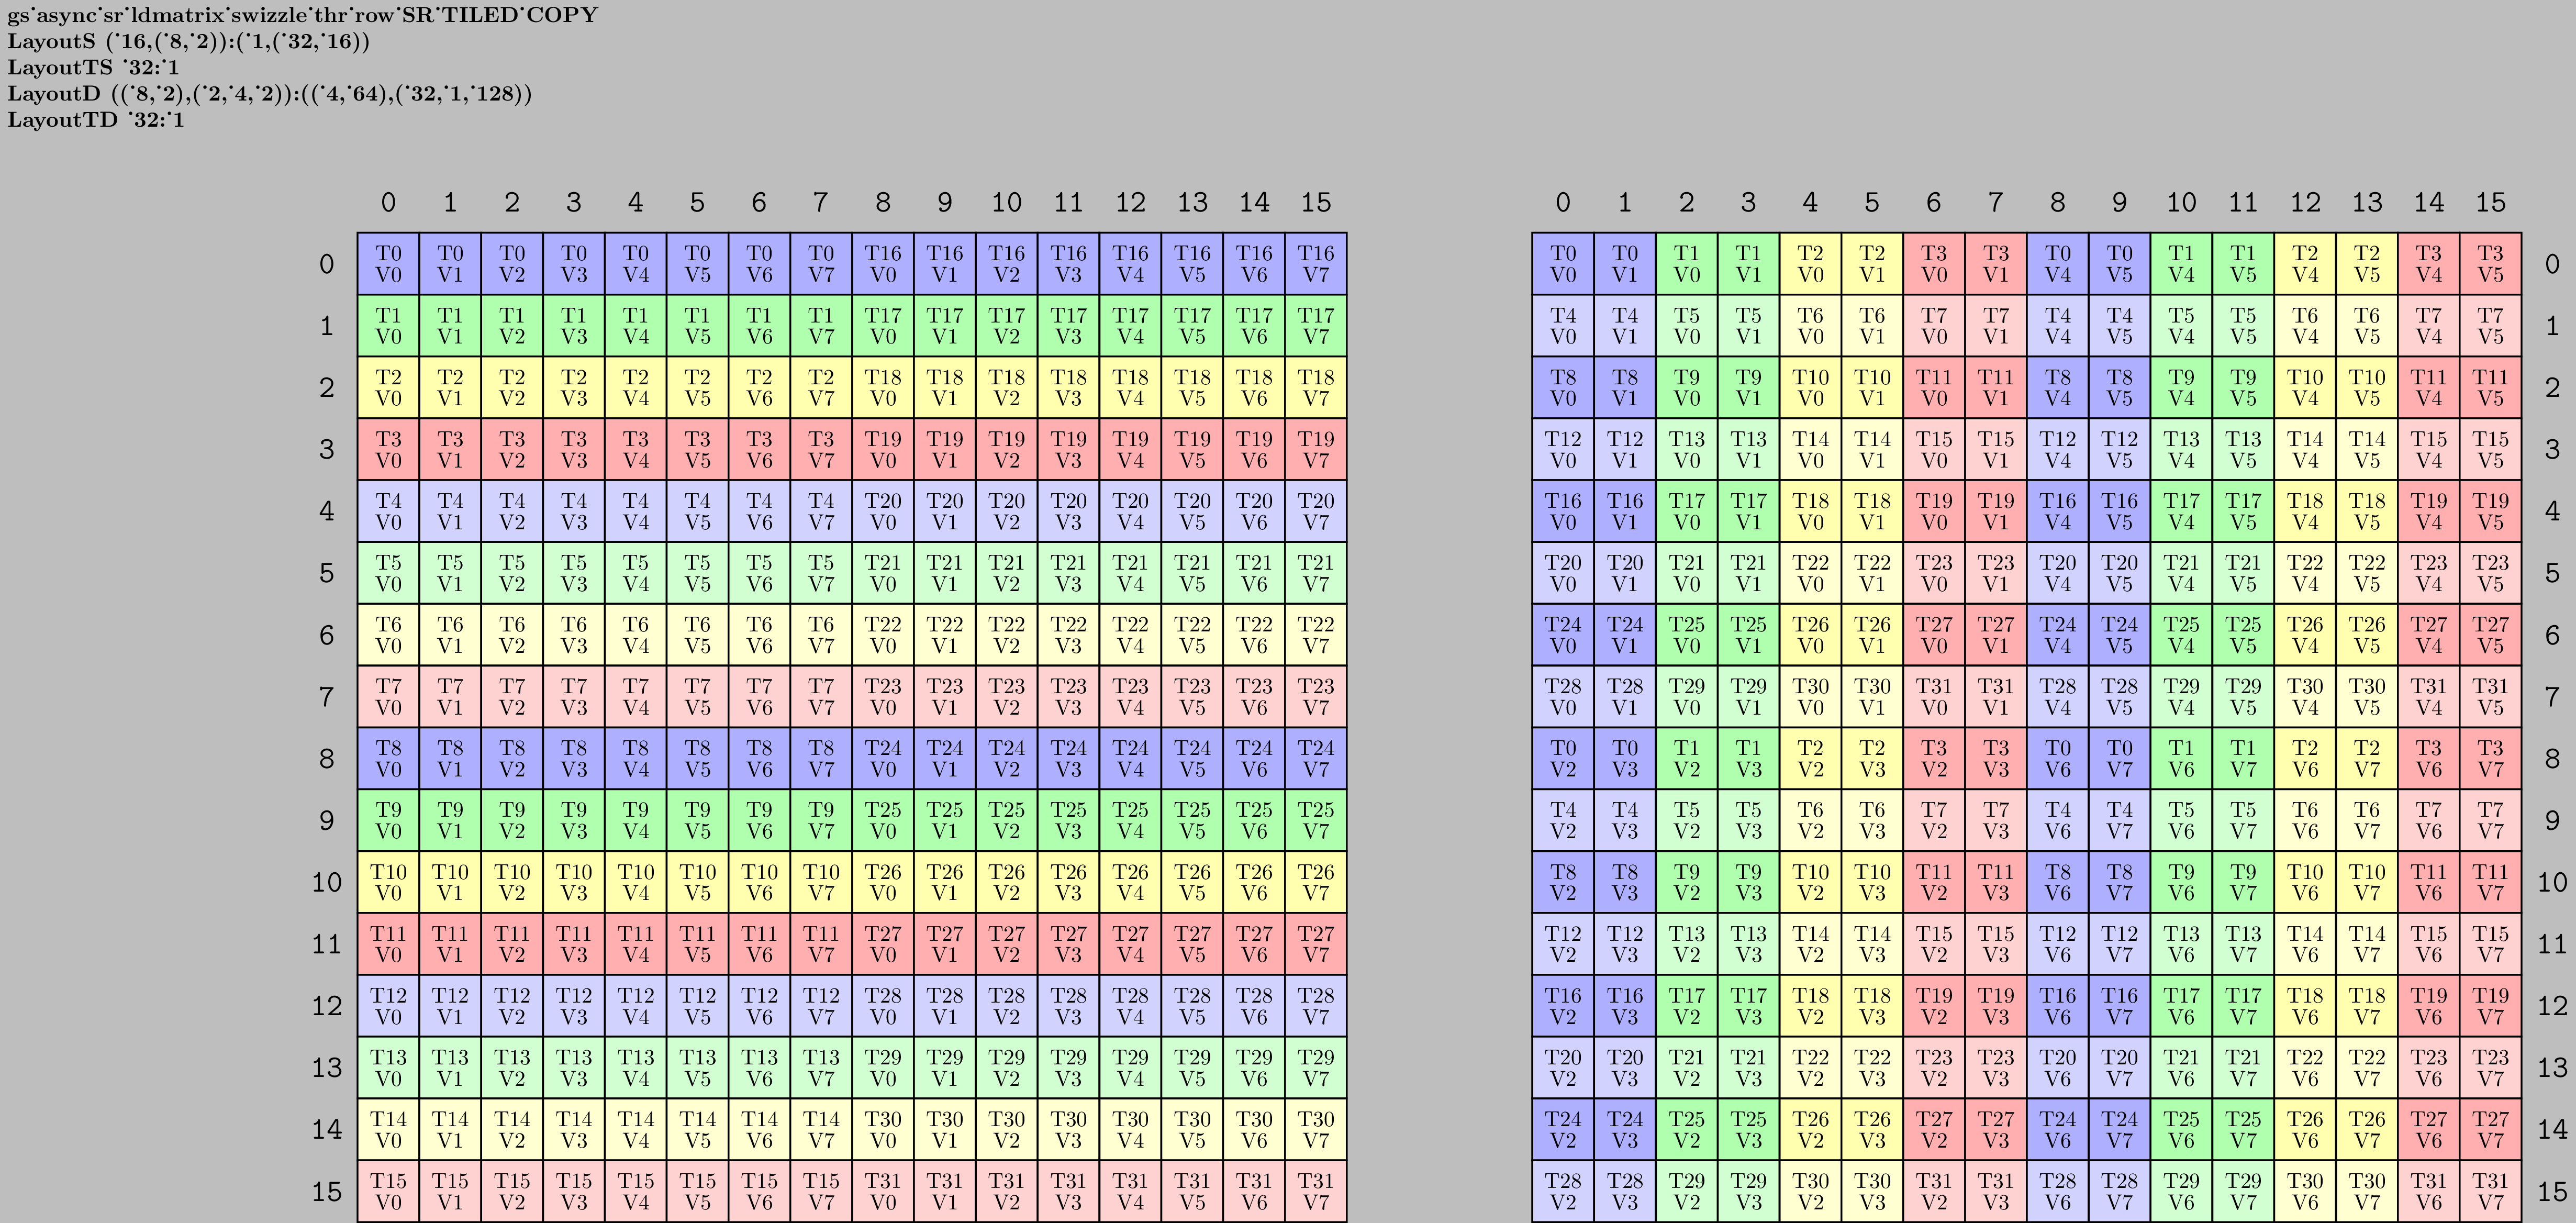 gs˙async˙sr˙ldmatrix˙swizzle˙thr˙row˙SR˙TILED˙COPY
LayoutS (˙16,(˙8,˙2)):(˙1,(˙32,˙16))
LayoutTS ˙32:˙1
LayoutD ((˙8,˙2),(˙2,˙4,˙2)):((˙4,˙64),(˙32,˙1,˙128))
LayoutTD ˙32:˙1
0 1 2 3 4 5 6 7 8 9 10 11 12 13 14 15 0 1 2 3 4 5 6 7 8 9 10 11 12 13 14 15
T0 T0 T0 T0 T0 T0 T0 T0 T16 T16 T16 T16 T16 T16 T16 T16 T0 T0 T1 T1 T2 T2 T3 T3 T0 T0 T1 T1 T2 T2 T3 T3
0 V0 V1 V2 V3 V4 V5 V6 V7 V0 V1 V2 V3 V4 V5 V6 V7 V0 V1 V0 V1 V0 V1 V0 V1 V4 V5 V4 V5 V4 V5 V4 V5 0
T1 T1 T1 T1 T1 T1 T1 T1 T17 T17 T17 T17 T17 T17 T17 T17 T4 T4 T5 T5 T6 T6 T7 T7 T4 T4 T5 T5 T6 T6 T7 T7
1 V0 V1 V2 V3 V4 V5 V6 V7 V0 V1 V2 V3 V4 V5 V6 V7 V0 V1 V0 V1 V0 V1 V0 V1 V4 V5 V4 V5 V4 V5 V4 V5 1
T2 T2 T2 T2 T2 T2 T2 T2 T18 T18 T18 T18 T18 T18 T18 T18 T8 T8 T9 T9 T10 T10 T11 T11 T8 T8 T9 T9 T10 T10 T11 T11
2 V0 V1 V2 V3 V4 V5 V6 V7 V0 V1 V2 V3 V4 V5 V6 V7 V0 V1 V0 V1 V0 V1 V0 V1 V4 V5 V4 V5 V4 V5 V4 V5 2
T3 T3 T3 T3 T3 T3 T3 T3 T19 T19 T19 T19 T19 T19 T19 T19 T12 T12 T13 T13 T14 T14 T15 T15 T12 T12 T13 T13 T14 T14 T15 T15
3 V0 V1 V2 V3 V4 V5 V6 V7 V0 V1 V2 V3 V4 V5 V6 V7 V0 V1 V0 V1 V0 V1 V0 V1 V4 V5 V4 V5 V4 V5 V4 V5 3
T4 T4 T4 T4 T4 T4 T4 T4 T20 T20 T20 T20 T20 T20 T20 T20 T16 T16 T17 T17 T18 T18 T19 T19 T16 T16 T17 T17 T18 T18 T19 T19
4 V0 V1 V2 V3 V4 V5 V6 V7 V0 V1 V2 V3 V4 V5 V6 V7 V0 V1 V0 V1 V0 V1 V0 V1 V4 V5 V4 V5 V4 V5 V4 V5 4
T5 T5 T5 T5 T5 T5 T5 T5 T21 T21 T21 T21 T21 T21 T21 T21 T20 T20 T21 T21 T22 T22 T23 T23 T20 T20 T21 T21 T22 T22 T23 T23
5 V0 V1 V2 V3 V4 V5 V6 V7 V0 V1 V2 V3 V4 V5 V6 V7 V0 V1 V0 V1 V0 V1 V0 V1 V4 V5 V4 V5 V4 V5 V4 V5 5
T6 T6 T6 T6 T6 T6 T6 T6 T22 T22 T22 T22 T22 T22 T22 T22 T24 T24 T25 T25 T26 T26 T27 T27 T24 T24 T25 T25 T26 T26 T27 T27
6 V0 V1 V2 V3 V4 V5 V6 V7 V0 V1 V2 V3 V4 V5 V6 V7 V0 V1 V0 V1 V0 V1 V0 V1 V4 V5 V4 V5 V4 V5 V4 V5 6
T7 T7 T7 T7 T7 T7 T7 T7 T23 T23 T23 T23 T23 T23 T23 T23 T28 T28 T29 T29 T30 T30 T31 T31 T28 T28 T29 T29 T30 T30 T31 T31
7 V0 V1 V2 V3 V4 V5 V6 V7 V0 V1 V2 V3 V4 V5 V6 V7 V0 V1 V0 V1 V0 V1 V0 V1 V4 V5 V4 V5 V4 V5 V4 V5 7
T8 T8 T8 T8 T8 T8 T8 T8 T24 T24 T24 T24 T24 T24 T24 T24 T0 T0 T1 T1 T2 T2 T3 T3 T0 T0 T1 T1 T2 T2 T3 T3
8 V0 V1 V2 V3 V4 V5 V6 V7 V0 V1 V2 V3 V4 V5 V6 V7 V2 V3 V2 V3 V2 V3 V2 V3 V6 V7 V6 V7 V6 V7 V6 V7 8
T9 T9 T9 T9 T9 T9 T9 T9 T25 T25 T25 T25 T25 T25 T25 T25 T4 T4 T5 T5 T6 T6 T7 T7 T4 T4 T5 T5 T6 T6 T7 T7
9 V0 V1 V2 V3 V4 V5 V6 V7 V0 V1 V2 V3 V4 V5 V6 V7 V2 V3 V2 V3 V2 V3 V2 V3 V6 V7 V6 V7 V6 V7 V6 V7 9
T10 T10 T10 T10 T10 T10 T10 T10 T26 T26 T26 T26 T26 T26 T26 T26 T8 T8 T9 T9 T10 T10 T11 T11 T8 T8 T9 T9 T10 T10 T11 T11
10 V0 V1 V2 V3 V4 V5 V6 V7 V0 V1 V2 V3 V4 V5 V6 V7 V2 V3 V2 V3 V2 V3 V2 V3 V6 V7 V6 V7 V6 V7 V6 V7 10
T11 T11 T11 T11 T11 T11 T11 T11 T27 T27 T27 T27 T27 T27 T27 T27 T12 T12 T13 T13 T14 T14 T15 T15 T12 T12 T13 T13 T14 T14 T15 T15
11 V0 V1 V2 V3 V4 V5 V6 V7 V0 V1 V2 V3 V4 V5 V6 V7 V2 V3 V2 V3 V2 V3 V2 V3 V6 V7 V6 V7 V6 V7 V6 V7 11
T12 T12 T12 T12 T12 T12 T12 T12 T28 T28 T28 T28 T28 T28 T28 T28 T16 T16 T17 T17 T18 T18 T19 T19 T16 T16 T17 T17 T18 T18 T19 T19
12 V0 V1 V2 V3 V4 V5 V6 V7 V0 V1 V2 V3 V4 V5 V6 V7 V2 V3 V2 V3 V2 V3 V2 V3 V6 V7 V6 V7 V6 V7 V6 V7 12
T13 T13 T13 T13 T13 T13 T13 T13 T29 T29 T29 T29 T29 T29 T29 T29 T20 T20 T21 T21 T22 T22 T23 T23 T20 T20 T21 T21 T22 T22 T23 T23
13 V0 V1 V2 V3 V4 V5 V6 V7 V0 V1 V2 V3 V4 V5 V6 V7 V2 V3 V2 V3 V2 V3 V2 V3 V6 V7 V6 V7 V6 V7 V6 V7 13
T14 T14 T14 T14 T14 T14 T14 T14 T30 T30 T30 T30 T30 T30 T30 T30 T24 T24 T25 T25 T26 T26 T27 T27 T24 T24 T25 T25 T26 T26 T27 T27
14 V0 V1 V2 V3 V4 V5 V6 V7 V0 V1 V2 V3 V4 V5 V6 V7 V2 V3 V2 V3 V2 V3 V2 V3 V6 V7 V6 V7 V6 V7 V6 V7 14
T15 T15 T15 T15 T15 T15 T15 T15 T31 T31 T31 T31 T31 T31 T31 T31 T28 T28 T29 T29 T30 T30 T31 T31 T28 T28 T29 T29 T30 T30 T31 T31
15 V0 V1 V2 V3 V4 V5 V6 V7 V0 V1 V2 V3 V4 V5 V6 V7 V2 V3 V2 V3 V2 V3 V2 V3 V6 V7 V6 V7 V6 V7 V6 V7 15